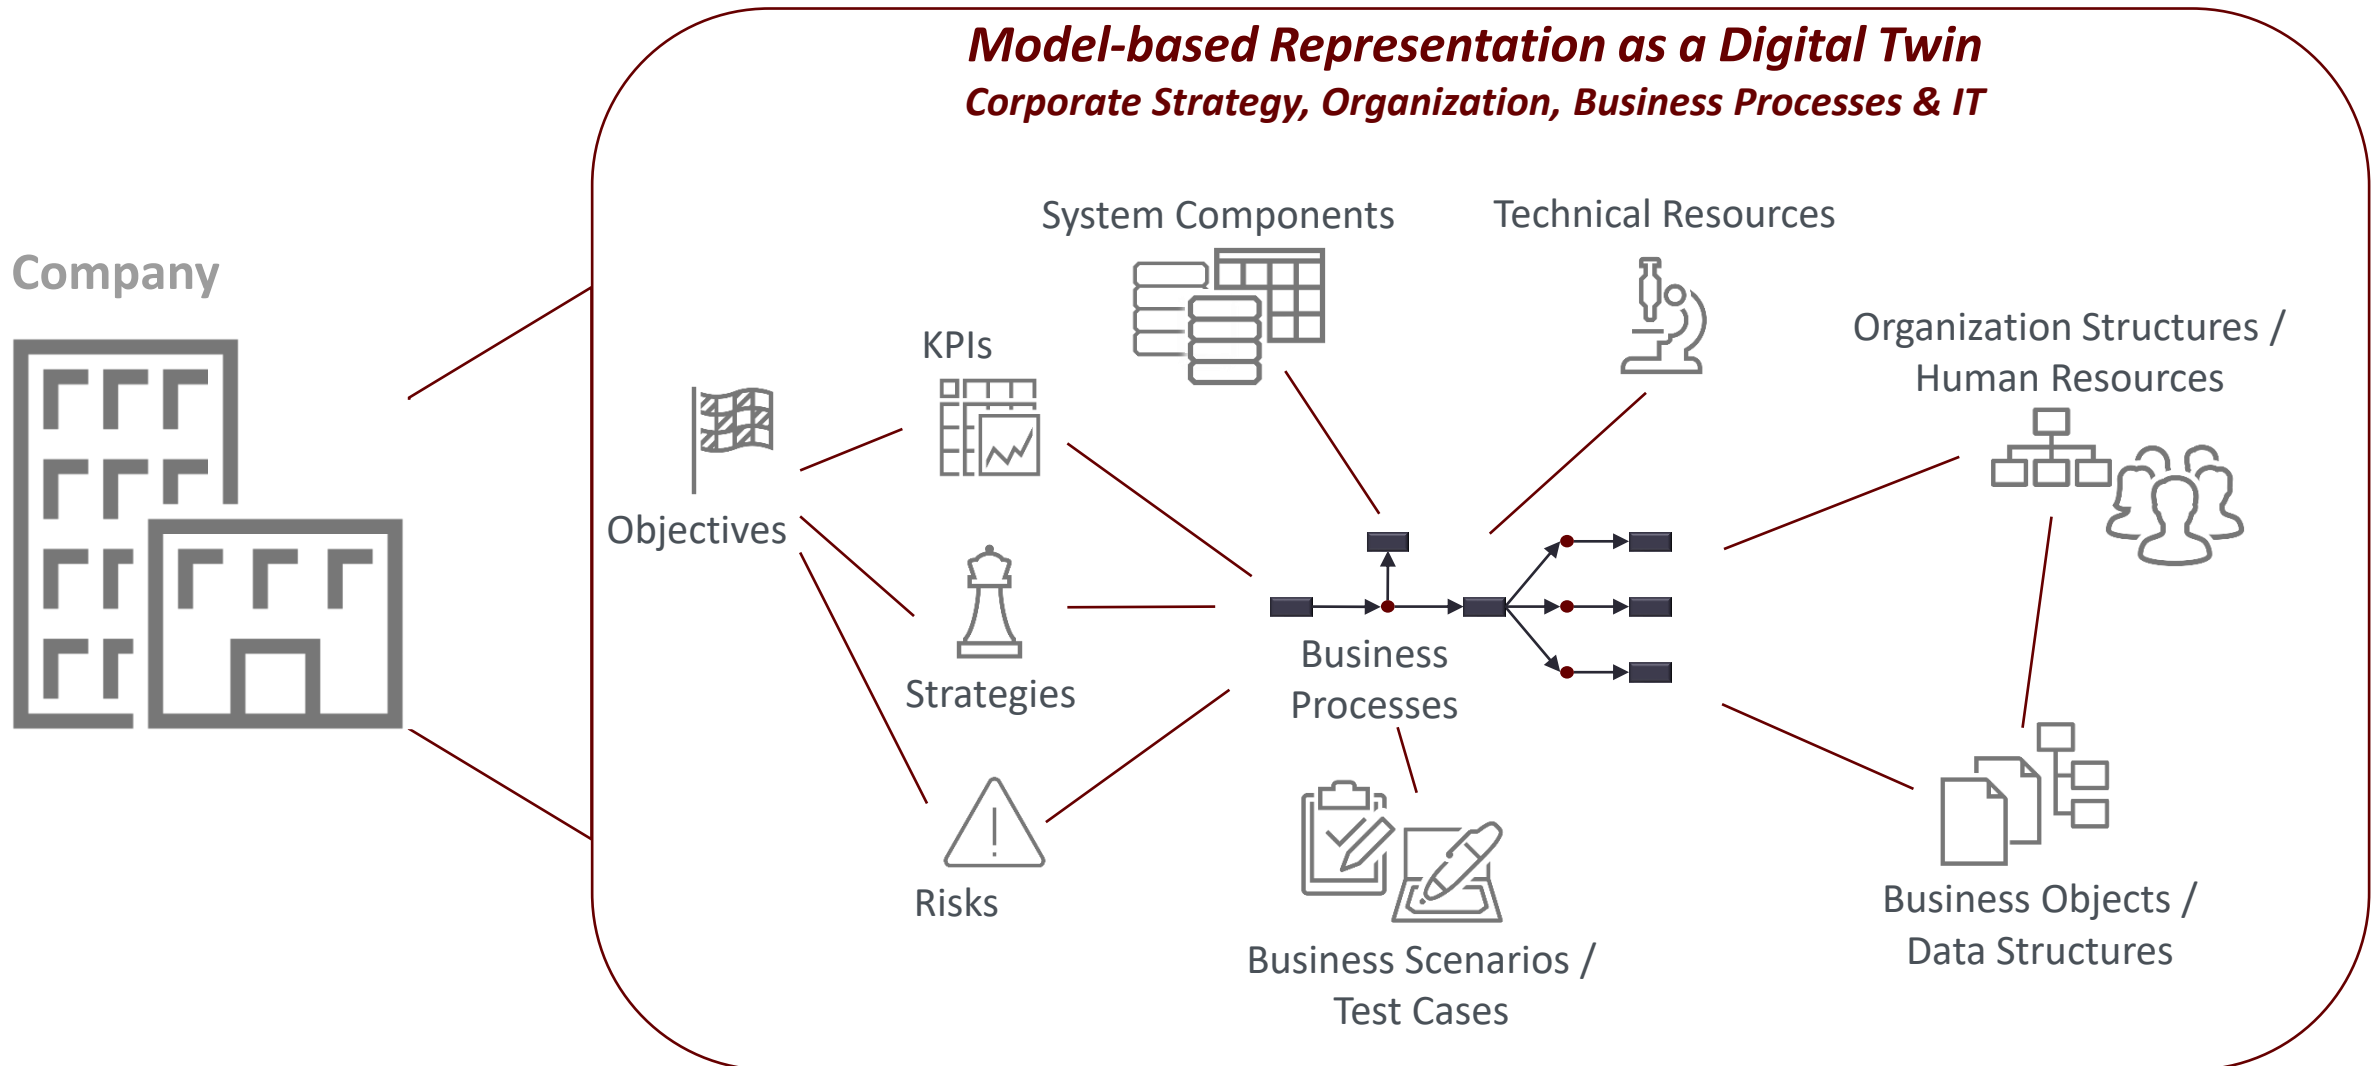 Model-based Representation as a Digital Twin
Corporate Strategy, Organization, Business Processes & IT
Company
System Components
Technical Resources
KPIs
Organization Structures /
Human Resources
Objectives
Strategies
Business
Processes
Risks
Business Scenarios /
Test Cases
Business Objects /
Data Structures